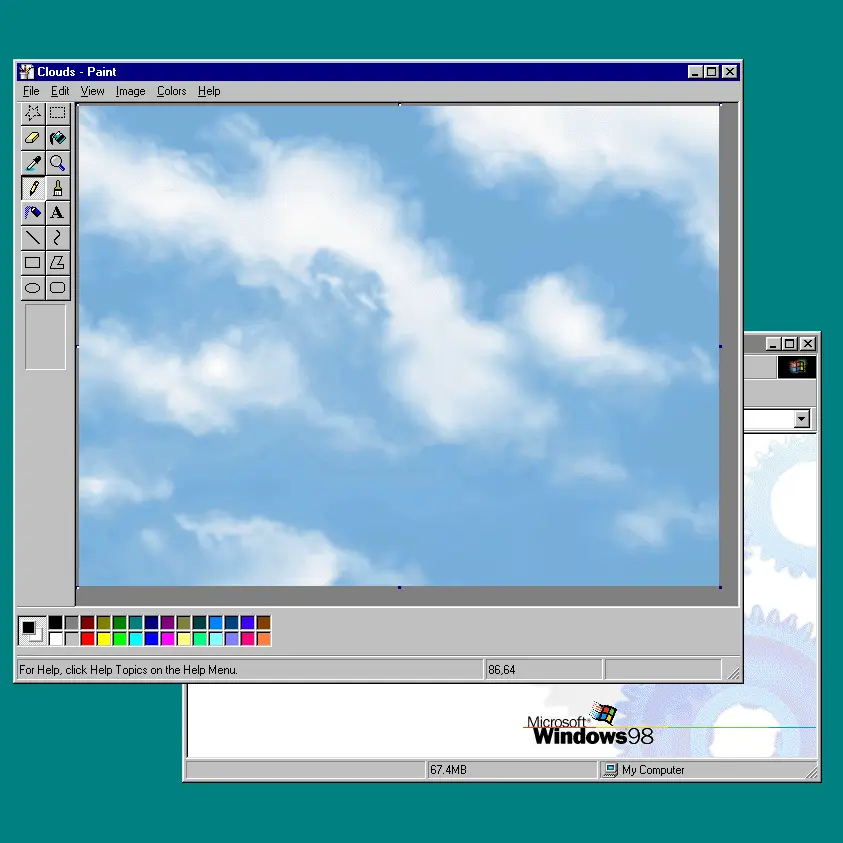 Clouds - Paint
File Edit View Image Colors Help
A
For Help, click Help Topics on the Help Menu.
86,64
Microsoft®
Windows98
67.4MB
My Computer